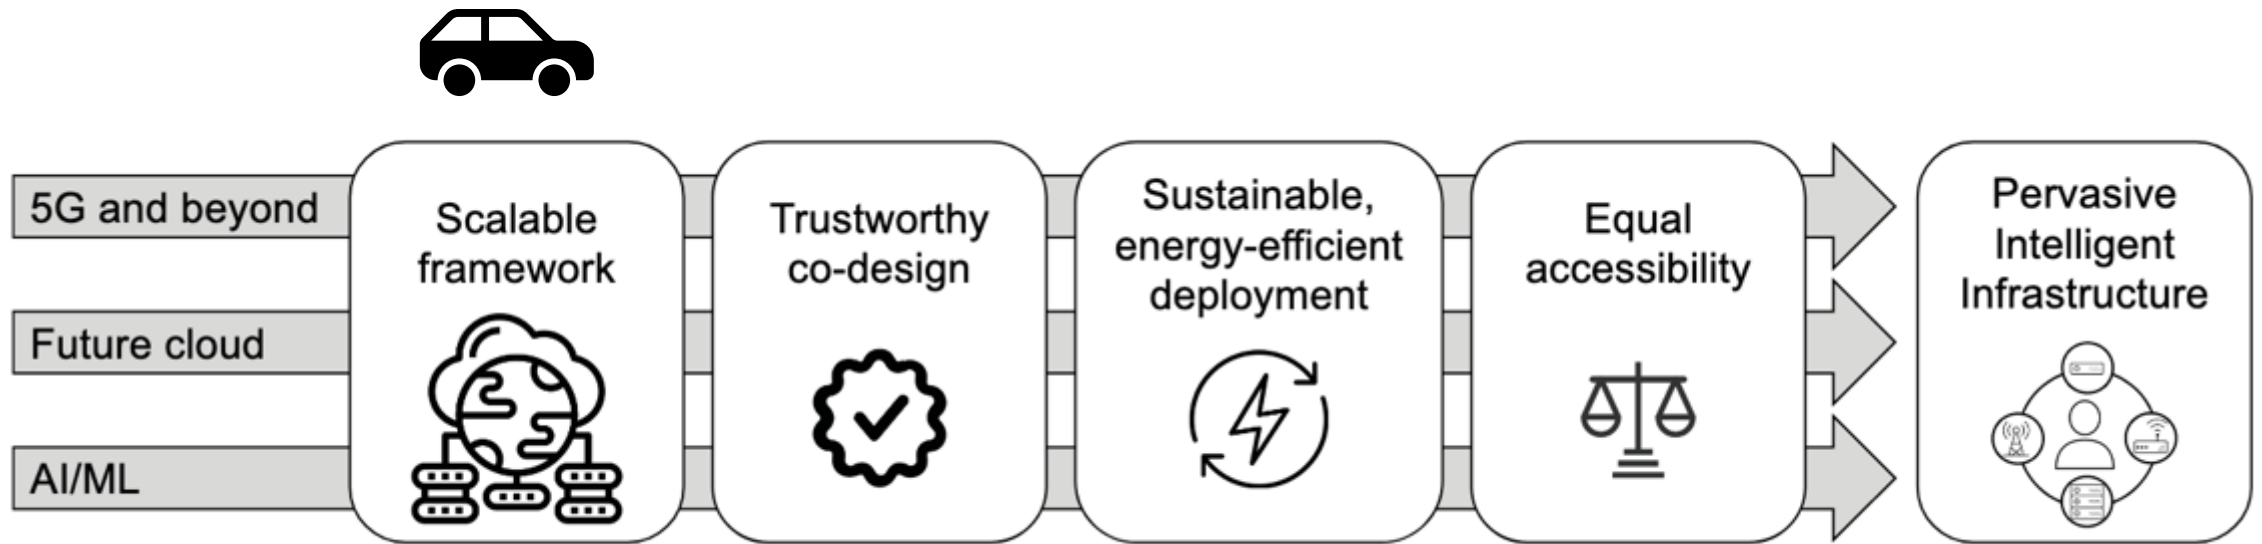 5G and beyond
Future cloud
AI/ML
Scalable
framework
Trustworthy
co-design
Sustainable,
energy-efficient
deployment
Equal
accessibility
Pervasive
Intelligent
Infrastructure